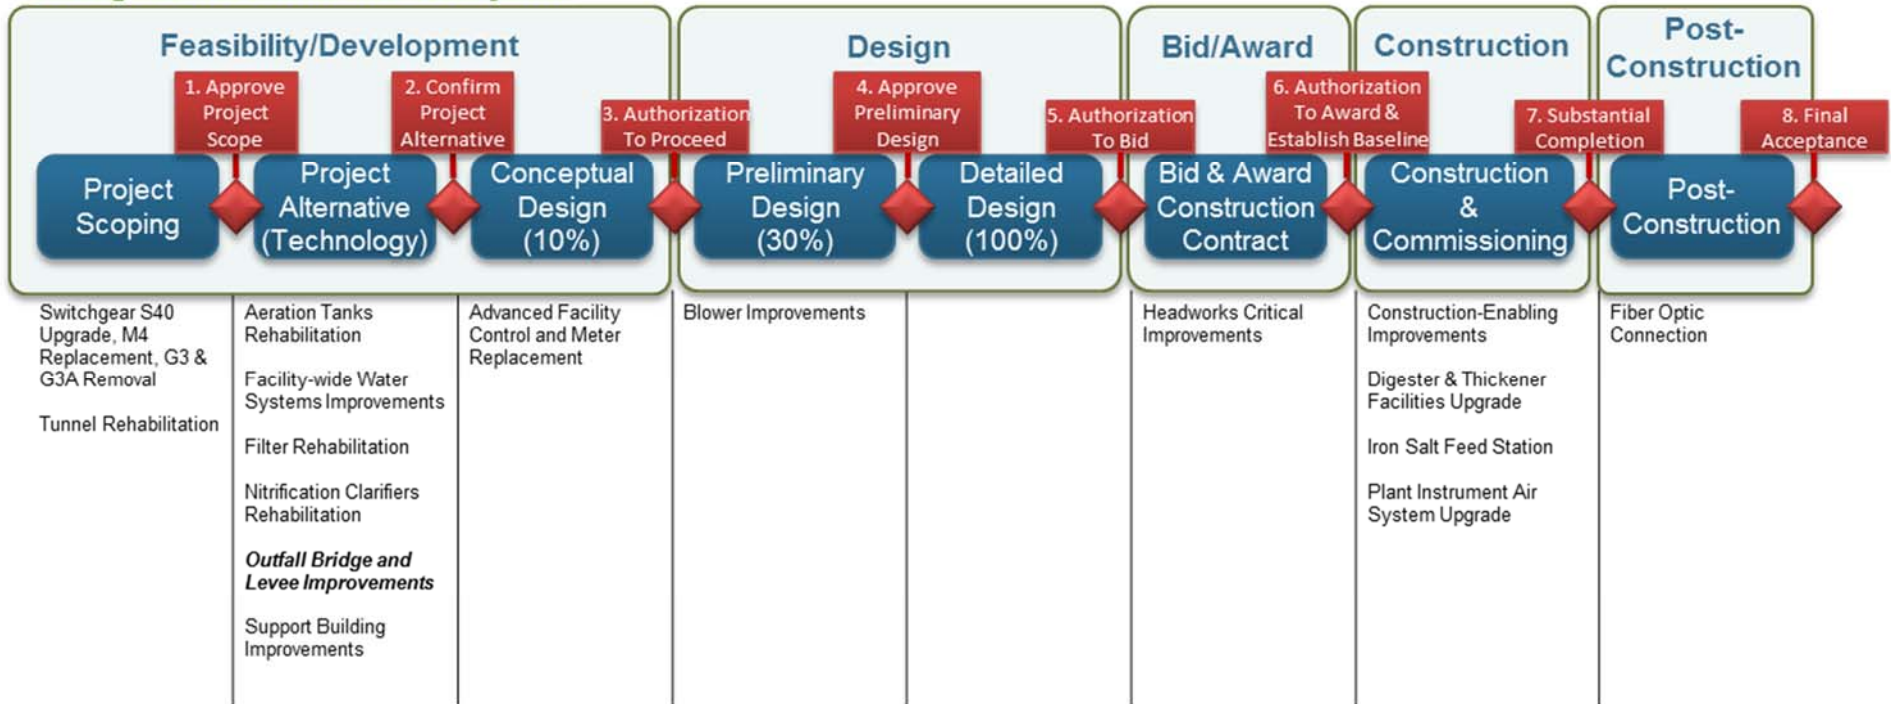 Feasibility/Development
Design
Bid/Award
Construction
Post-
Construction
1. Approve
Project
Scope
2. Confirm
Project
Alternative
3. Authorization
To Proceed
4. Approve
Preliminary
Design
5. Authorization
To Bid
6. Authorization
To Award &
Establish Baseline
7. Substantial
Completion
8. Final
Acceptance
Project
Scoping
Project
Alternative
(Technology)
Conceptual
Design
(10%)
Preliminary
Design
(30%)
Detailed
Design
(100%)
Bid & Award
Construction
Contract
Construction
&
Commissioning
Post-
Construction
Switchgear S40
Upgrade, M4
Replacement, G3 &
G3A Removal
Tunnel Rehabilitation
Aeration Tanks
Rehabilitation
Facility-wide Water
Systems Improvements
Filter Rehabilitation
Nitrification Clarifiers
Rehabilitation
Outfall Bridge and
Levee Improvements
Support Building
Improvements
Advanced Facility
Control and Meter
Replacement
Blower Improvements
Headworks Critical
Improvements
Construction-Enabling
Improvements
Digester & Thickener
Facilities Upgrade
Iron Salt Feed Station
Plant Instrument Air
System Upgrade
Fiber Optic
Connection